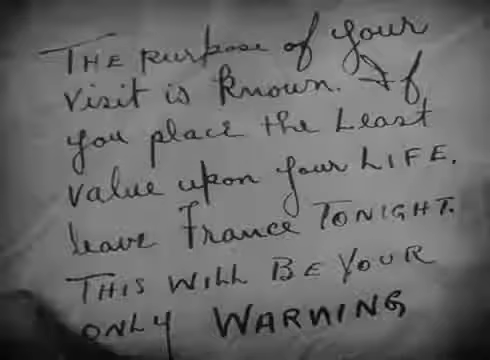 THE purpose of your
visit is known. If
you place the Least
value upon your LIFE.
leave France TONIGHT.
THIS WILL BE YOUR
ONLY WARNING